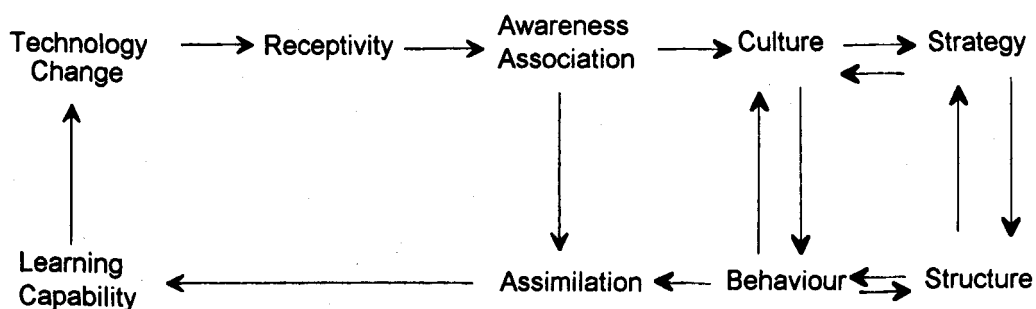 Technology
Change
Receptivity
Awareness
Association
Culture
Strategy
Learning
Capability
Assimilation
Behaviour
Structure